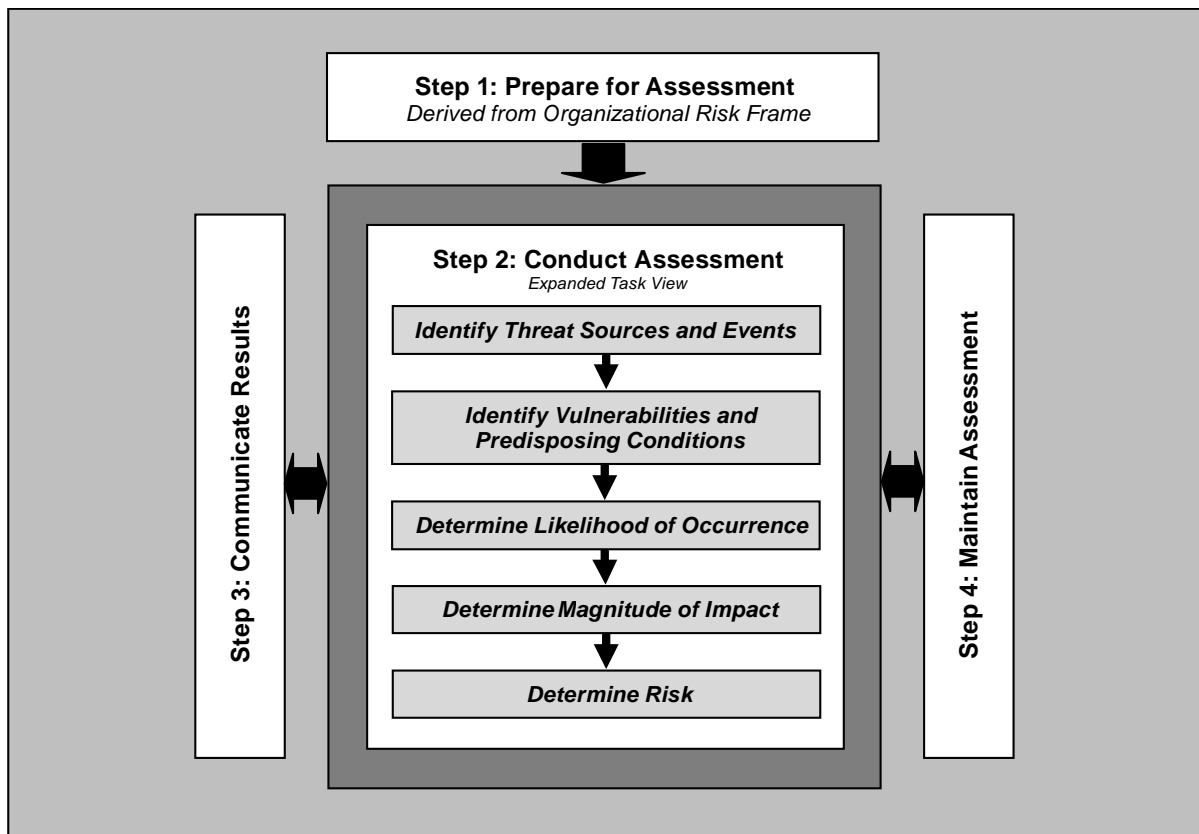 Step 1: Prepare for Assessment
Derived from Organizational Risk Frame
Step 2: Conduct Assessment
Expanded Task View
Identify Threat Sources and Events
Identify Vulnerabilities and
Predisposing Conditions
Determine Likelihood of Occurrence
Determine Magnitude of Impact
Determine Risk
Step 3: Communicate Results
Step 4: Maintain Assessment